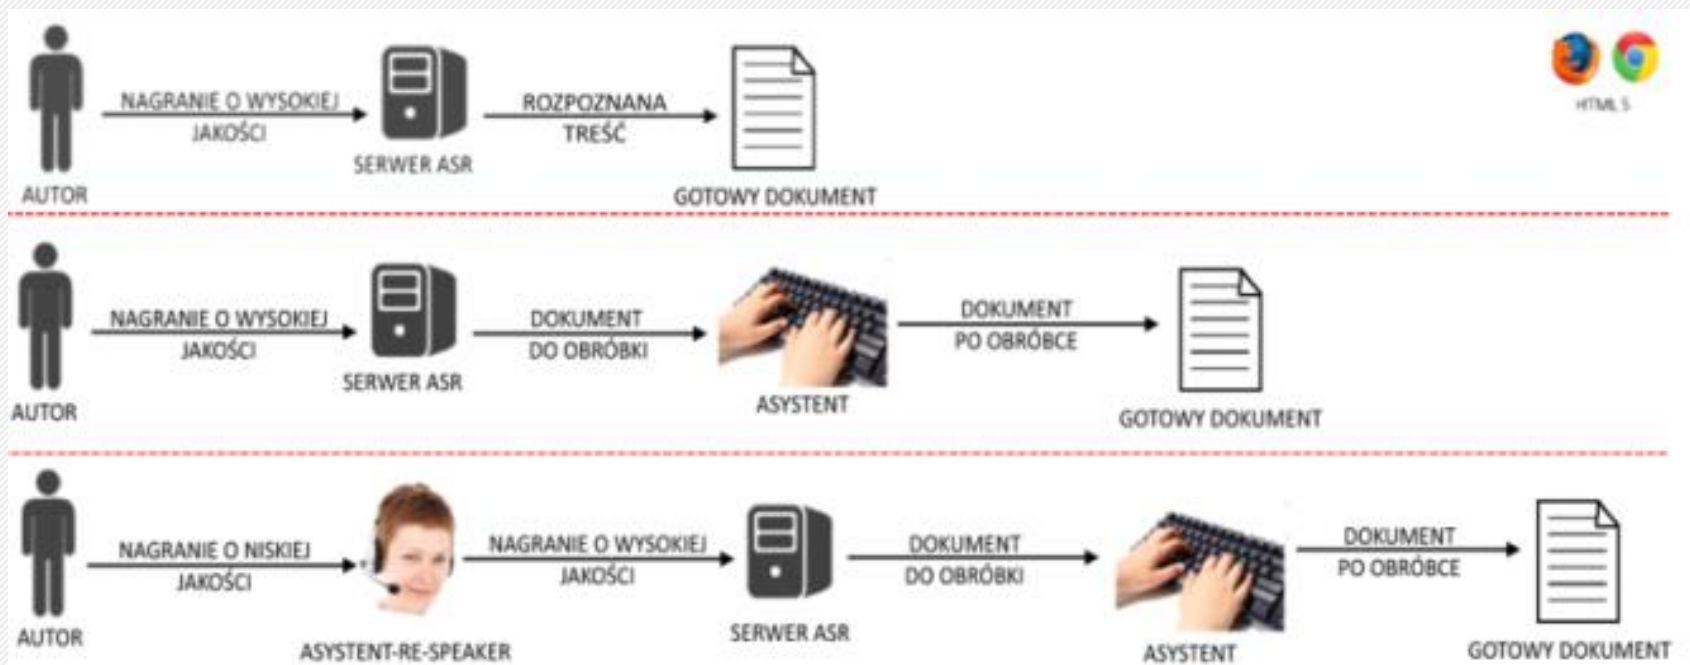 NAGRANIE O WYSOKIEJ
JAKOŚCI
ROZPOZNANA
TREŚĆ
HTML 5
SERWER ASR
AUTOR
GOTOWY DOKUMENT
NAGRANIE O WYSOKIEJ
JAKOŚCI
DOKUMENT
DO OBRÓBKI
DOKUMENT
PO OBRÓBCE
SERWER ASR
AUTOR
ASYSTENT
GOTOWY DOKUMENT
NAGRANIE O NISKIEJ
JAKOŚCI
NAGRANIE O WYSOKIEJ
JAKOŚCI
DOKUMENT
DO OBRÓBKI
DOKUMENT
PO OBRÓBCE
AUTOR
ASYSTENT-RE-SPEAKER
SERWER ASR
ASYSTENT
GOTOWY DOKUMENT